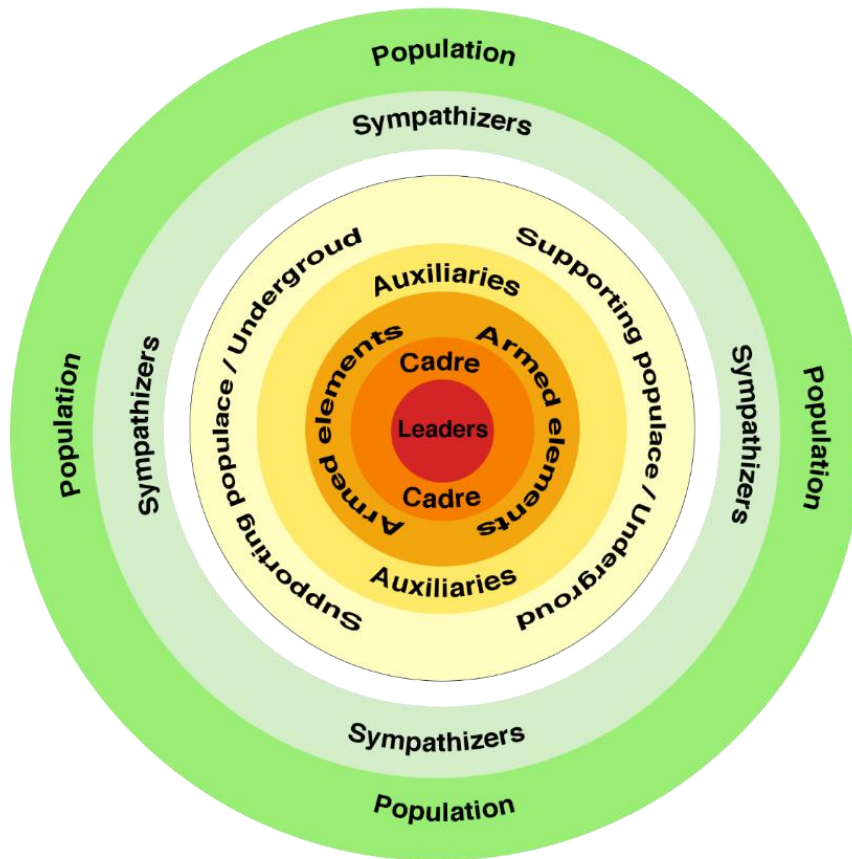 Population
Sympathizers
Supporting populace / Undergroud
Supporting populace / Undergroud
Auxiliaries
Armed elements
Armed elements
Cadre
Population
Sympathizers
Leaders
Sympathizers
Population
Cadre
Auxiliaries
Sympathizers
Population